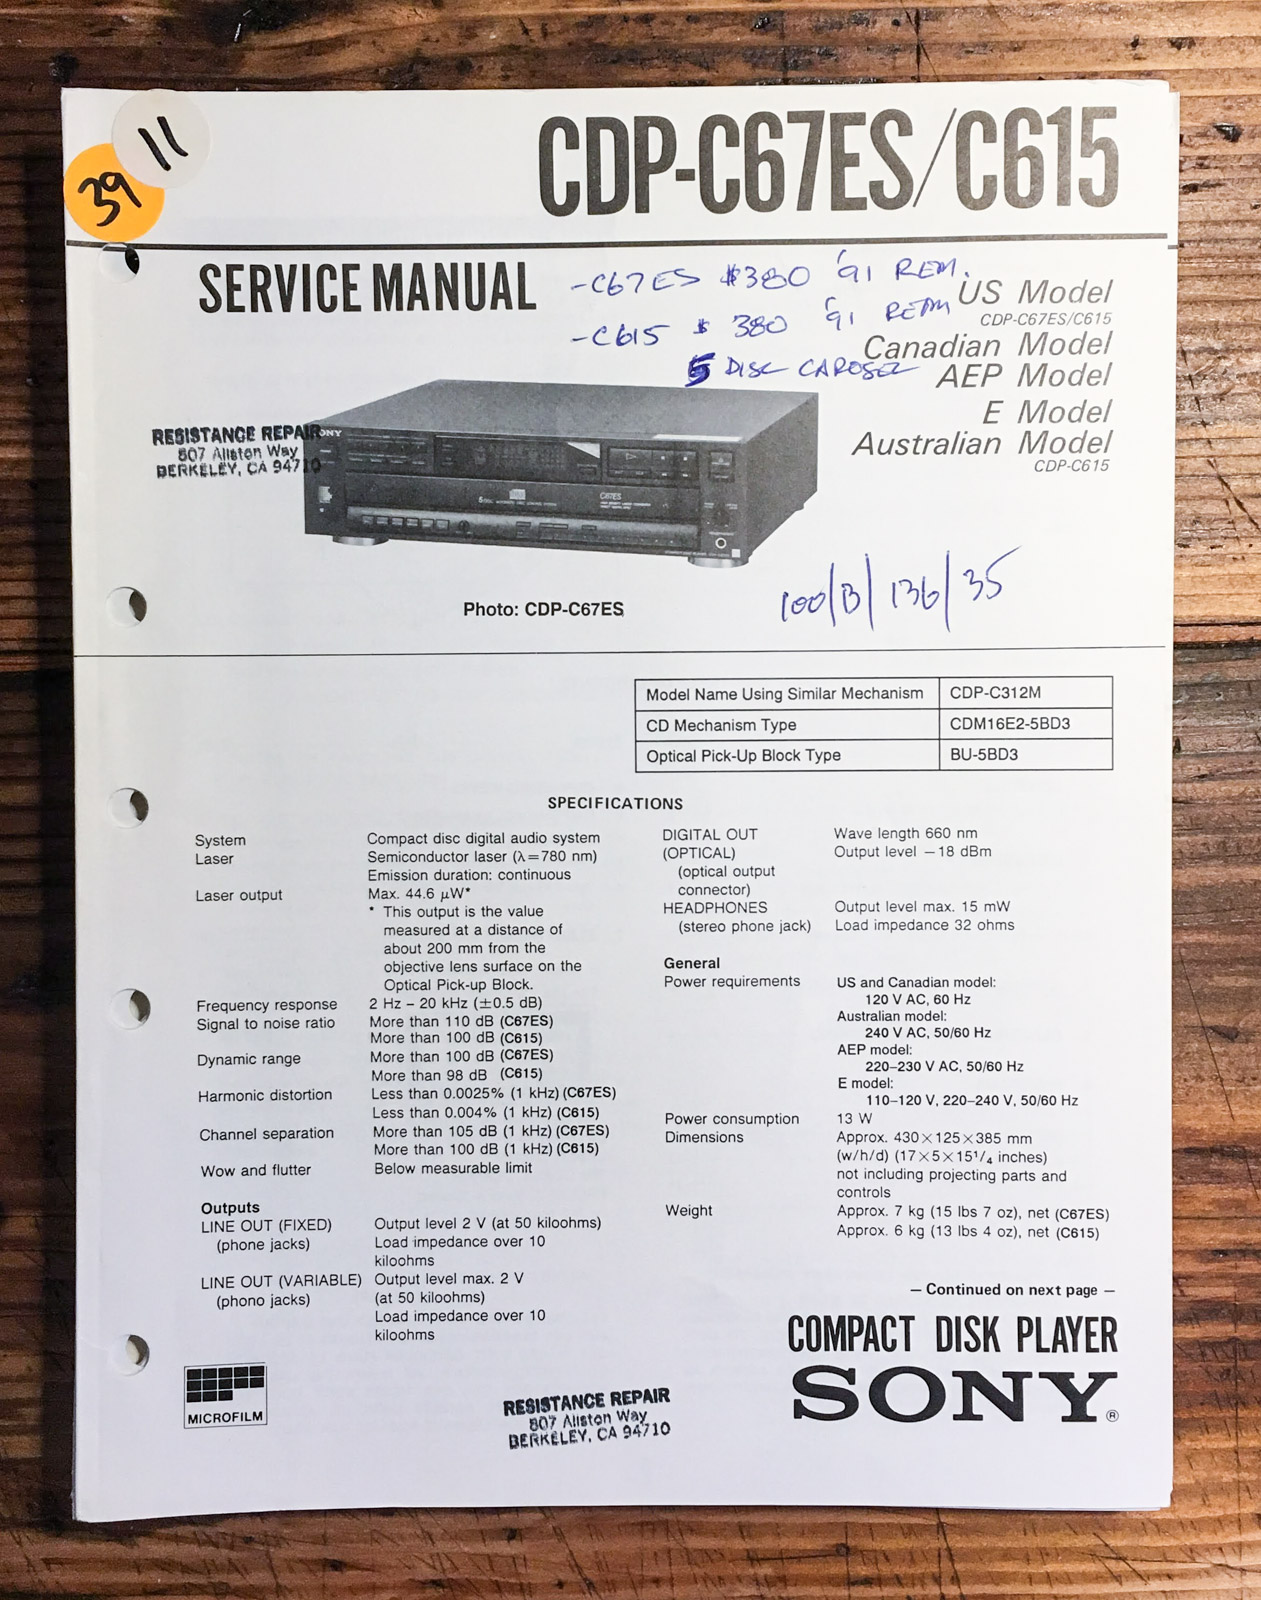 11
39
CDP-C67ES/C615
SERVICE MANUAL
-C67ES $380 '91 REM.
-C615 $ 380 '91 REM
5 DISC CAROSEL
US Model
CDP-C67ES/C615
Canadian Model
AEP Model
E Model
Australian Model
CDP-C615
RESISTANCE REPAIR
807 Allston Way
BERKELEY, CA 94710
C67ES
Photo: CDP-C67ES
100/B/136/35
Model Name Using Similar Mechanism CDP-C312M
CD Mechanism Type CDM16E2-5BD3
Optical Pick-Up Block Type BU-5BD3
SPECIFICATIONS
System Compact disc digital audio system
Laser Semiconductor laser (λ=780 nm)
Emission duration: continuous
Laser output Max. 44.6 μW*
* This output is the value
measured at a distance of
about 200 mm from the
objective lens surface on the
Optical Pick-up Block.
Frequency response 2 Hz – 20 kHz (±0.5 dB)
Signal to noise ratio More than 110 dB (C67ES)
More than 100 dB (C615)
Dynamic range More than 100 dB (C67ES)
More than 98 dB (C615)
Harmonic distortion Less than 0.0025% (1 kHz) (C67ES)
Less than 0.004% (1 kHz) (C615)
Channel separation More than 105 dB (1 kHz) (C67ES)
More than 100 dB (1 kHz) (C615)
Wow and flutter Below measurable limit
Outputs
LINE OUT (FIXED) Output level 2 V (at 50 kiloohms)
(phone jacks) Load impedance over 10
kiloohms
LINE OUT (VARIABLE) Output level max. 2 V
(phono jacks) (at 50 kiloohms)
Load impedance over 10
kiloohms
DIGITAL OUT Wave length 660 nm
(OPTICAL) Output level –18 dBm
(optical output
connector)
HEADPHONES Output level max. 15 mW
(stereo phone jack) Load impedance 32 ohms
General
Power requirements US and Canadian model:
120 V AC, 60 Hz
Australian model:
240 V AC, 50/60 Hz
AEP model:
220–230 V AC, 50/60 Hz
E model:
110–120 V, 220–240 V, 50/60 Hz
Power consumption 13 W
Dimensions Approx. 430×125×385 mm
(w/h/d) (17×5×15¹/₄ inches)
not including projecting parts and
controls
Weight Approx. 7 kg (15 lbs 7 oz), net (C67ES)
Approx. 6 kg (13 lbs 4 oz), net (C615)
— Continued on next page —
COMPACT DISK PLAYER
SONY®
MICROFILM
RESISTANCE REPAIR
807 Allston Way
BERKELEY, CA 94710